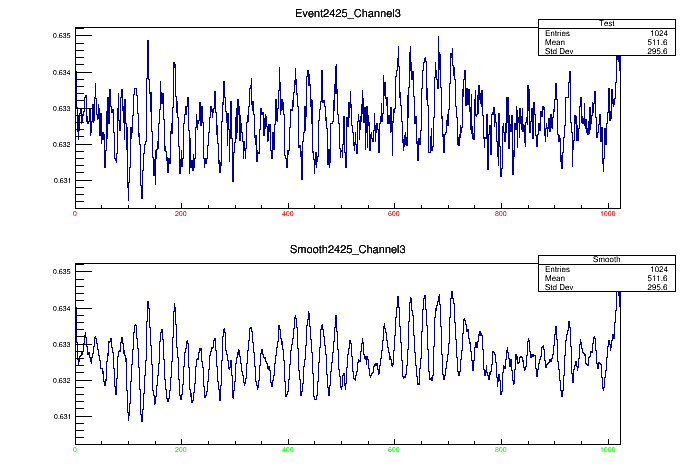 Event2425_Channel3
Test
Entries 1024
Mean 511.6
Std Dev 295.6
0.635
0.634
0.633
0.632
0.631
0 200 400 600 800 1000
Smooth2425_Channel3
Smooth
Entries 1024
Mean 511.6
Std Dev 295.6
0.635
0.634
0.633
0.632
0.631
0 200 400 600 800 1000